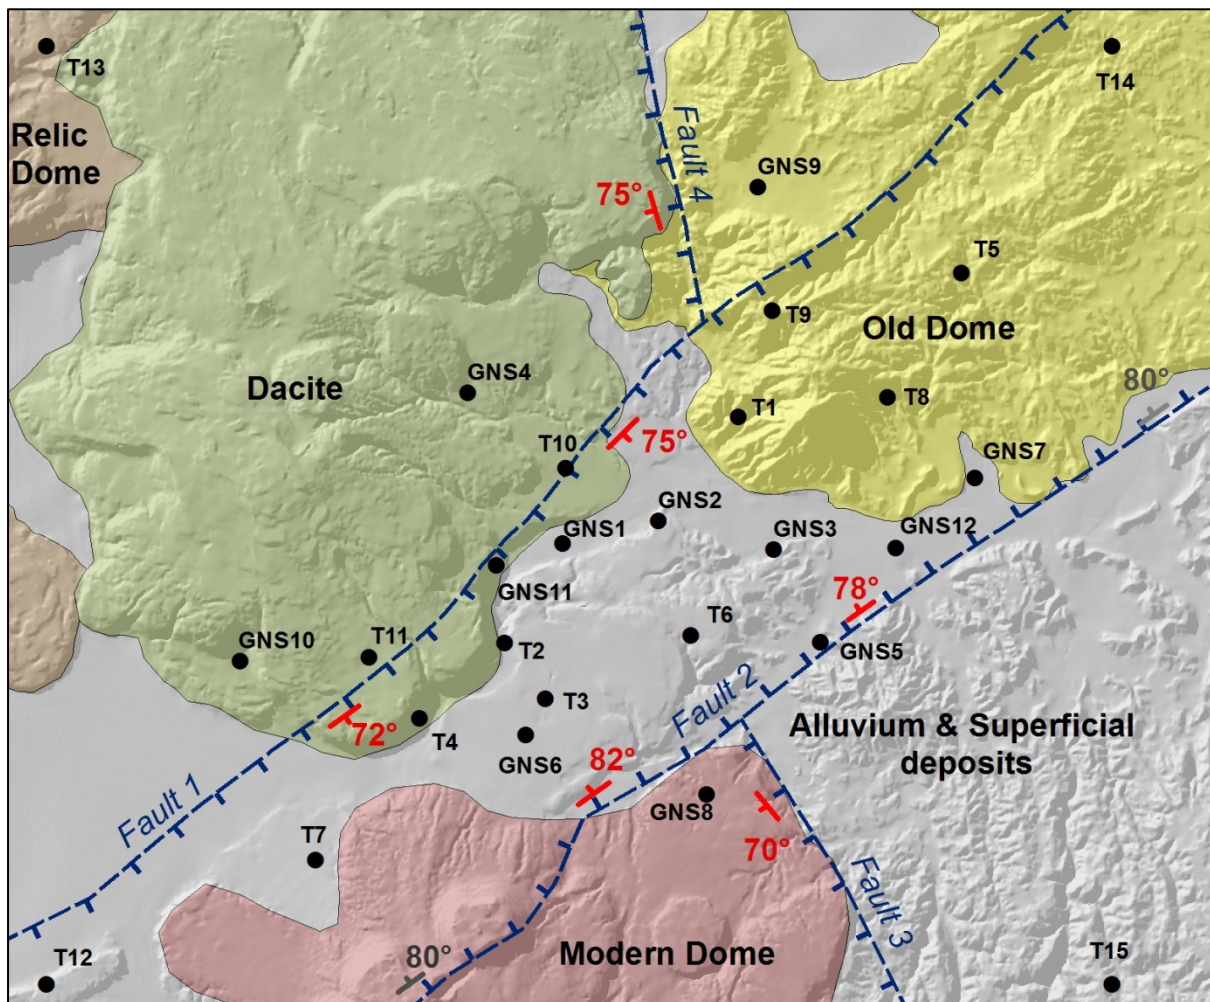 T13
T14
Relic
Dome
Fault 4
GNS9
75°
T5
T9
Old Dome
Dacite
GNS4
80°
T1
T8
75°
T10
GNS7
GNS2
GNS1
GNS3
GNS12
GNS11
78°
T6
T11
GNS10
T2
GNS5
Fault 2
T3
72°
T4
GNS6
82°
Alluvium & Superficial
deposits
Fault 1
GNS8
T7
70°
Fault 3
80°
Modern Dome
T12
T15